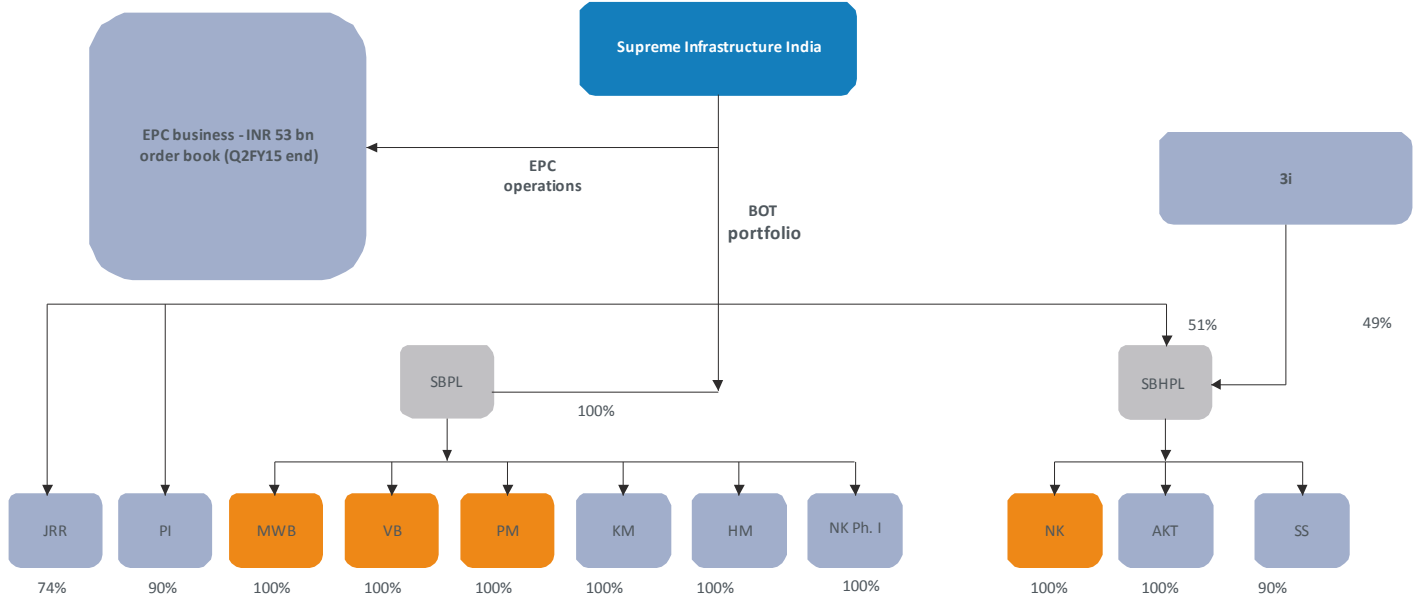 Supreme Infrastructure India
EPC business - INR 53 bn
order book (Q2FY15 end)
EPC
operations
3i
BOT
portfolio
51%
49%
SBPL
SBHPL
100%
JRR
PI
MWB
VB
PM
KM
HM
NK Ph. I
NK
AKT
SS
74%
90%
100%
100%
100%
100%
100%
100%
100%
100%
90%